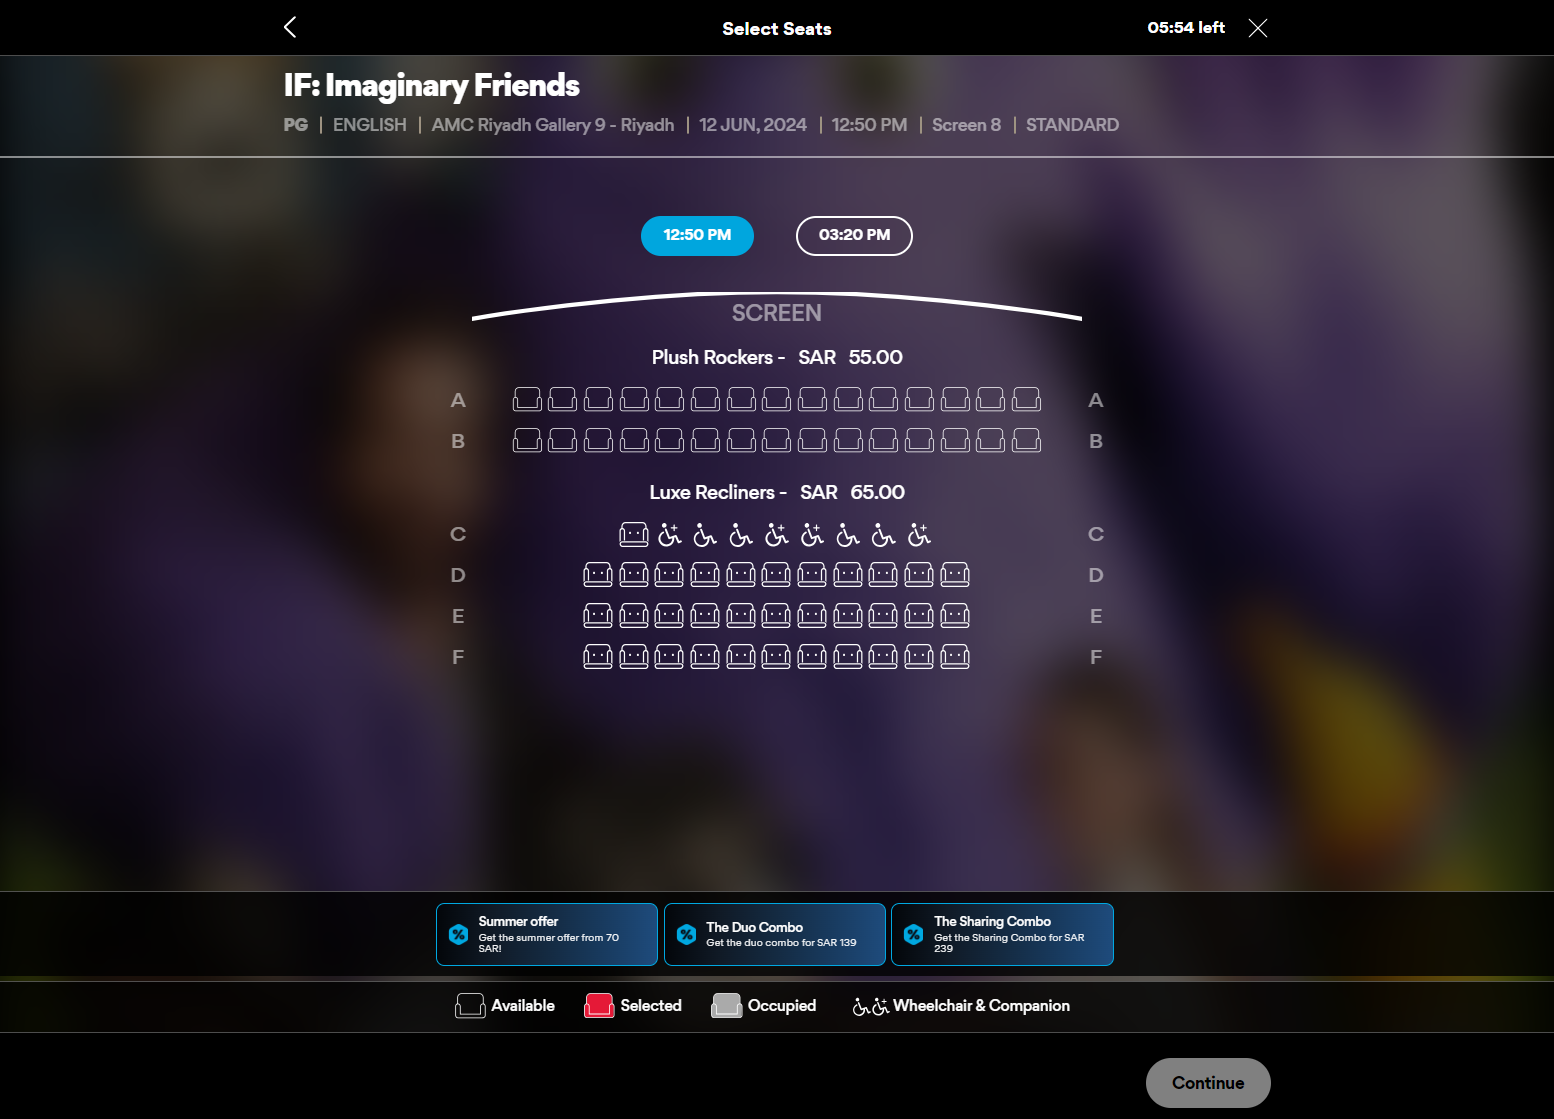 Select Seats
05:54 left
IF: Imaginary Friends
PG | ENGLISH | AMC Riyadh Gallery 9 - Riyadh | 12 JUN, 2024 | 12:50 PM | Screen 8 | STANDARD
12:50 PM
03:20 PM
SCREEN
Plush Rockers - SAR 55.00
A A
B B
Luxe Recliners - SAR 65.00
C C
D D
E E
F F
Summer offer
Get the summer offer from 70
SAR!
The Duo Combo
Get the duo combo for SAR 139
The Sharing Combo
Get the Sharing Combo for SAR
239
Available Selected Occupied Wheelchair & Companion
Continue